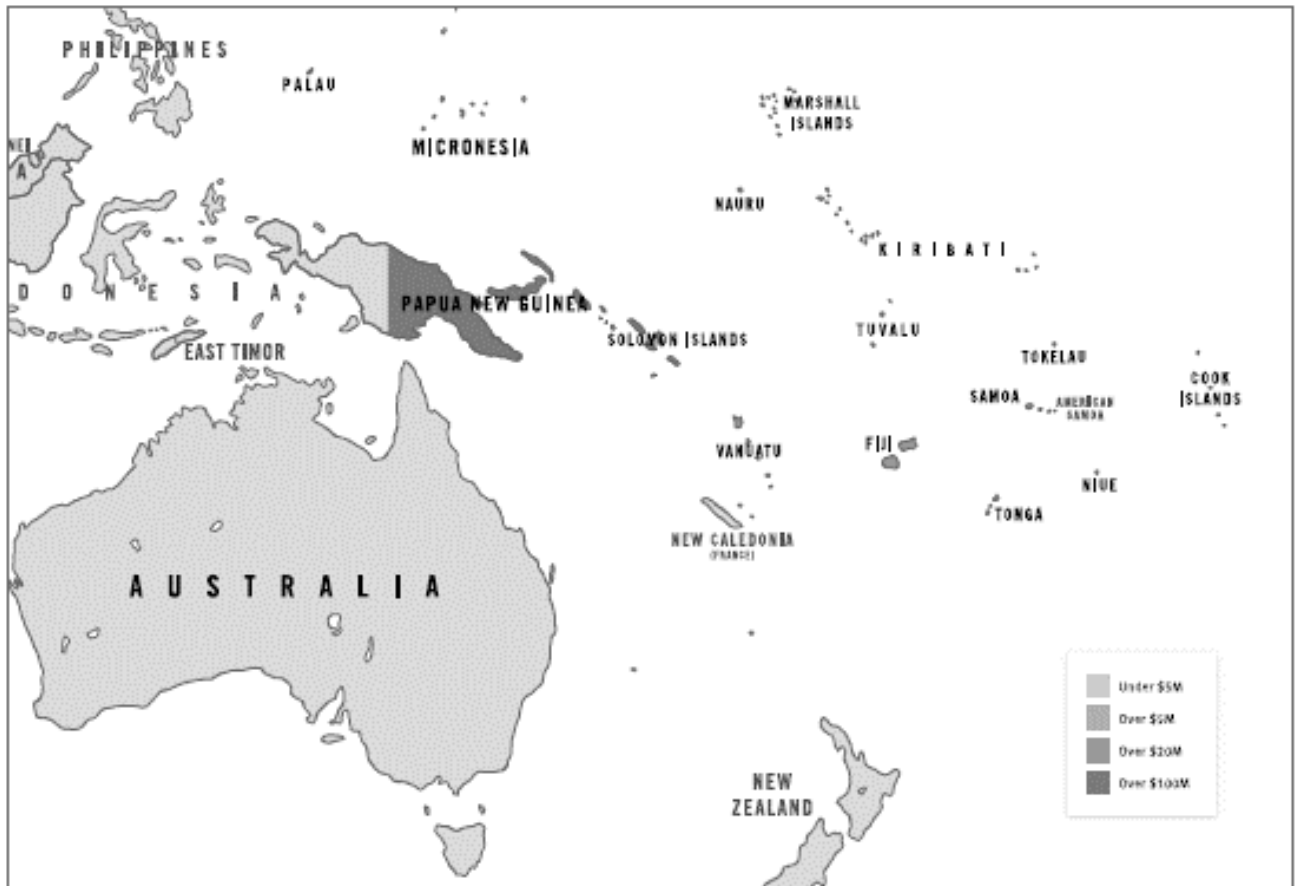 PHILIPPINES
PALAU
MARSHALL
ISLANDS
MICRONESIA
NEI
A
NAURU
KIRIBATI
DONESIA
PAPUA NEW GUINEA
SOLOMON ISLANDS
TUVALU
EAST TIMOR
TOKELAU
COOK
ISLANDS
SAMOA
AMERICAN
SAMOA
FIJI
VANUATU
NIUE
TONGA
NEW CALEDONIA
(FRANCE)
AUSTRALIA
Under $5M
Over $5M
Over $20M
Over $100M
NEW
ZEALAND